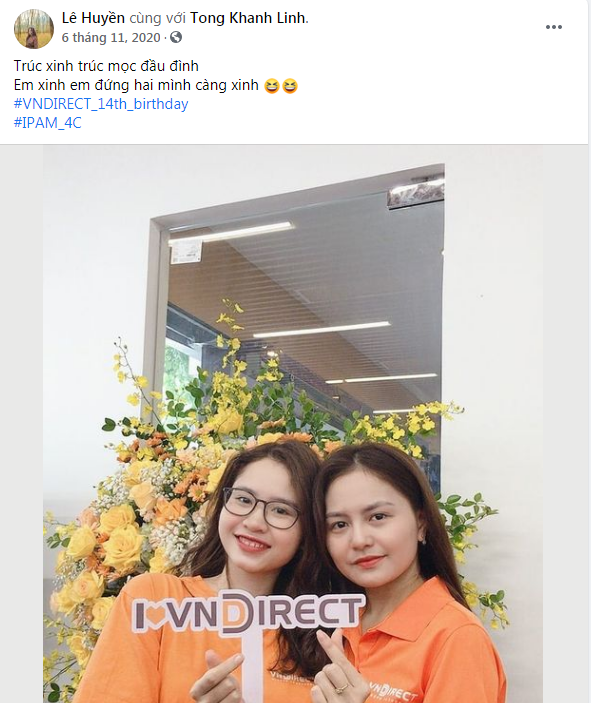 Lê Huyền cùng với Tong Khanh Linh.
6 tháng 11, 2020 ·
Trúc xinh trúc mọc đầu đình
Em xinh em đứng hai mình càng xinh 😆😆
#VNDIRECT_14th_birthday
#IPAM_4C
I VNDIRECT
VNDIRECT
VNDIRECT